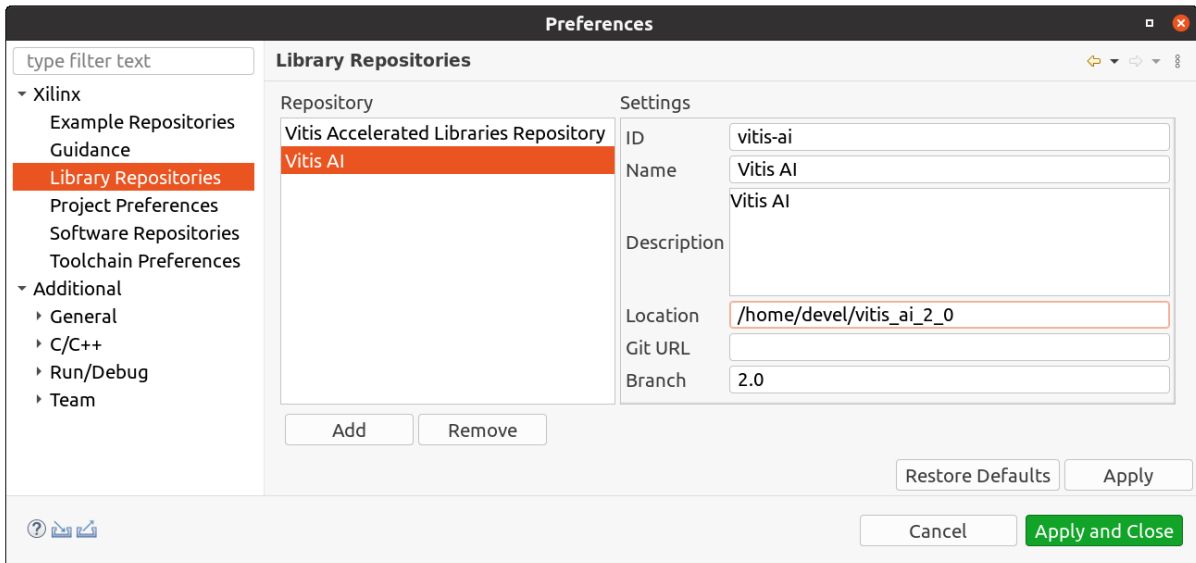 Preferences
type filter text
Library Repositories
Xilinx
Example Repositories
Guidance
Library Repositories
Project Preferences
Software Repositories
Toolchain Preferences
Additional
General
C/C++
Run/Debug
Team
Repository
Vitis Accelerated Libraries Repository
Vitis AI
Settings
ID vitis-ai
Name Vitis AI
Description Vitis AI
Location /home/devel/vitis_ai_2_0
Git URL
Branch 2.0
Add Remove
Restore Defaults Apply
Cancel Apply and Close